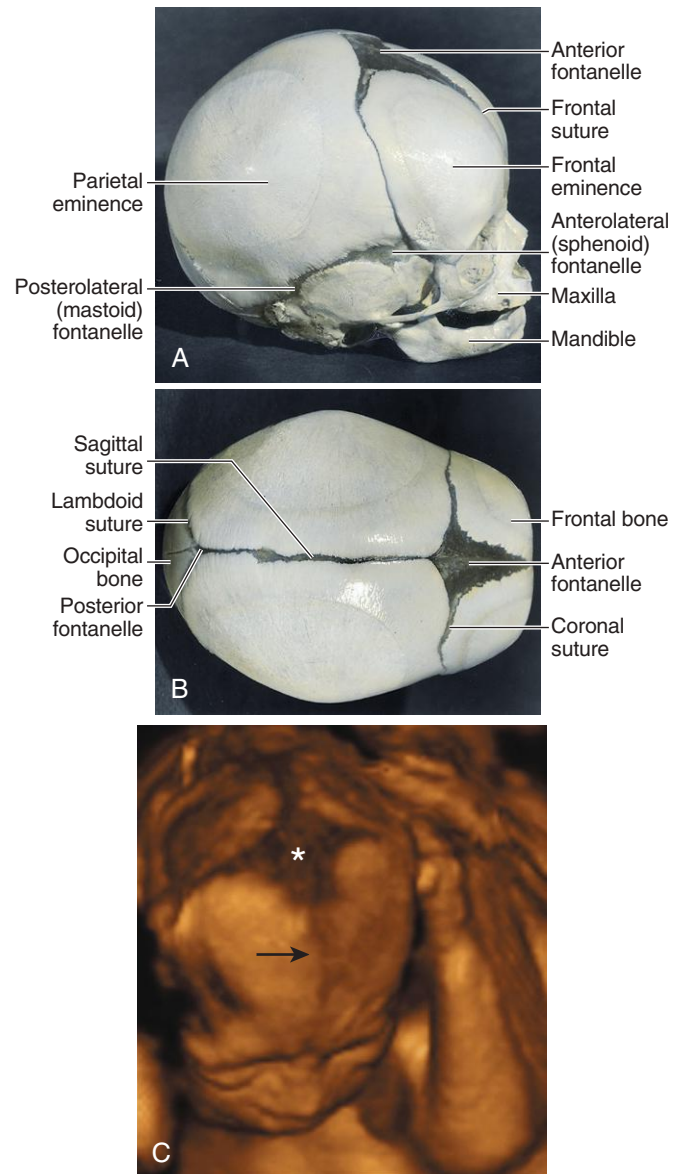 Anterior
fontanelle
Frontal
suture
Frontal
eminence
Anterolateral
(sphenoid)
fontanelle
Maxilla
Mandible
Parietal
eminence
Posterolateral
(mastoid)
fontanelle
A
Sagittal
suture
Lambdoid
suture
Occipital
bone
Posterior
fontanelle
Frontal bone
Anterior
fontanelle
Coronal
suture
B
*
C